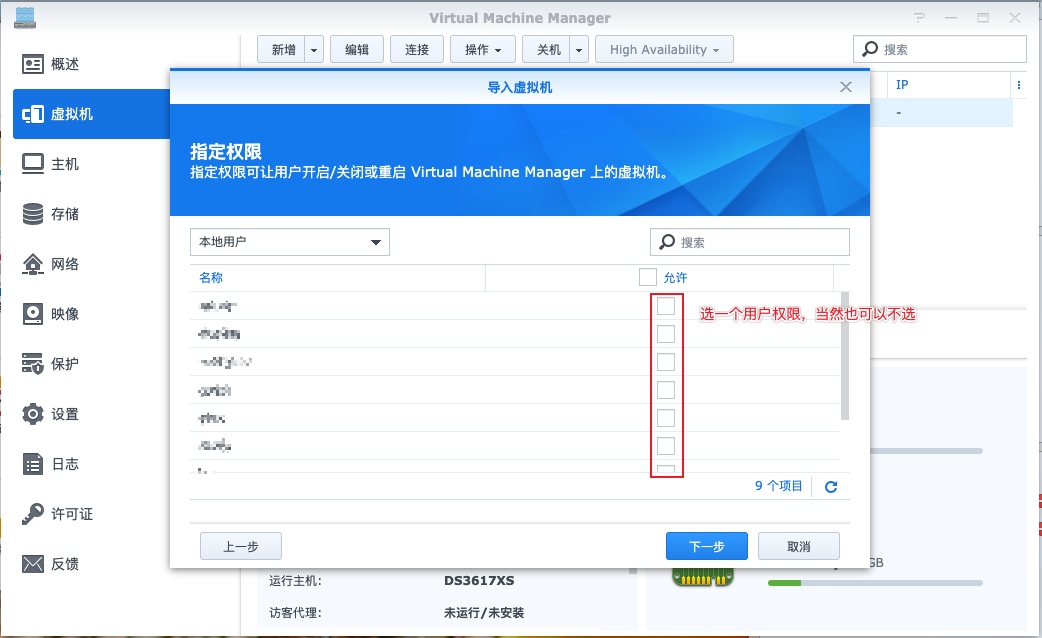 Virtual Machine Manager
新增
编辑
连接
操作
关机
High Availability
搜索
概述
虚拟机
主机
存储
网络
映像
保护
设置
日志
许可证
反馈
IP
-
导入虚拟机
指定权限
指定权限可让用户开启/关闭或重启 Virtual Machine Manager 上的虚拟机。
本地用户
搜索
名称
允许
选一个用户权限，当然也可以不选
9 个项目
上一步
下一步
取消
运行主机:
DS3617XS
访客代理:
未运行/未安装
GB